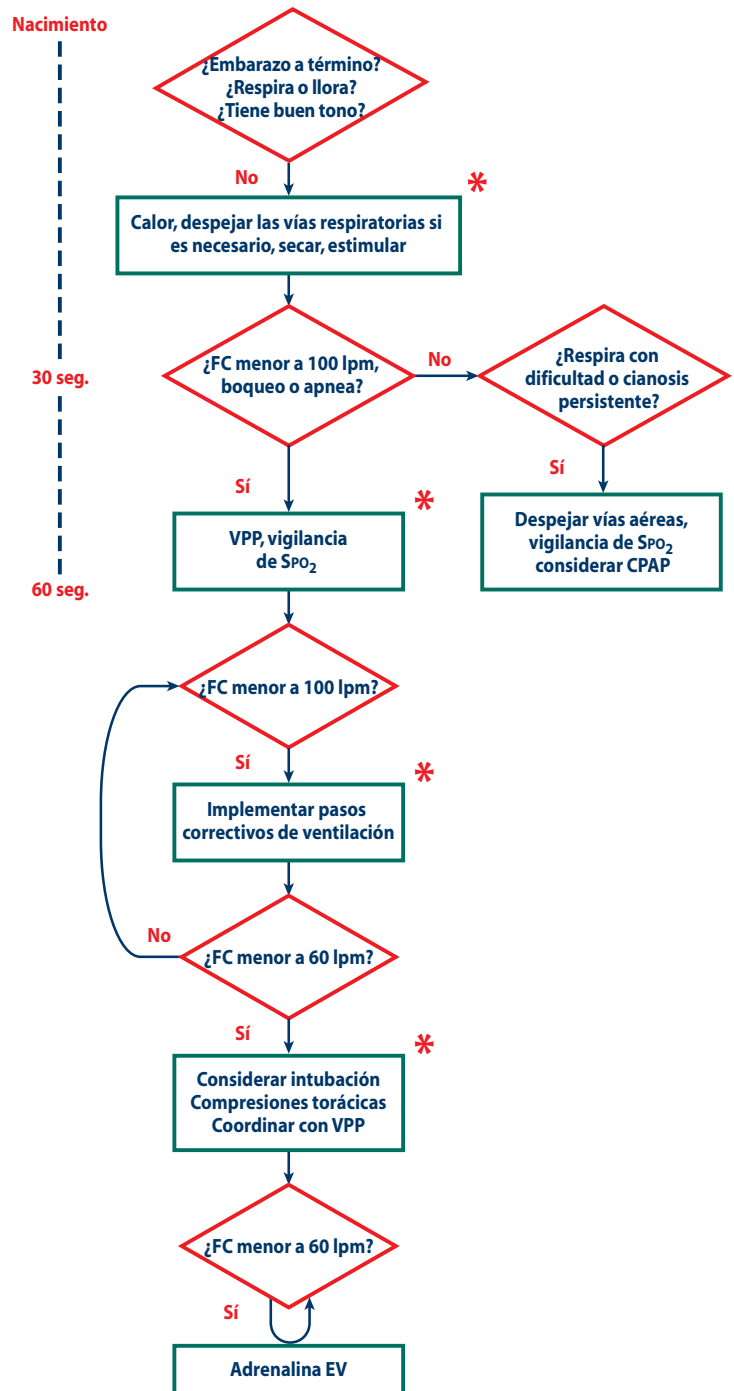 Nacimiento
¿Embarazo a término?
¿Respira o llora?
¿Tiene buen tono?
No
*
Calor, despejar las vías respiratorias si
es necesario, secar, estimular
30 seg.
¿FC menor a 100 lpm,
boqueo o apnea?
No
¿Respira con
dificultad o cianosis
persistente?
Sí
Sí
*
VPP, vigilancia
de SPO2
Despejar vías aéreas,
vigilancia de SPO2
considerar CPAP
60 seg.
¿FC menor a 100 lpm?
Sí
*
Implementar pasos
correctivos de ventilación
No
¿FC menor a 60 lpm?
Sí
*
Considerar intubación
Compresiones torácicas
Coordinar con VPP
¿FC menor a 60 lpm?
Sí
Adrenalina EV